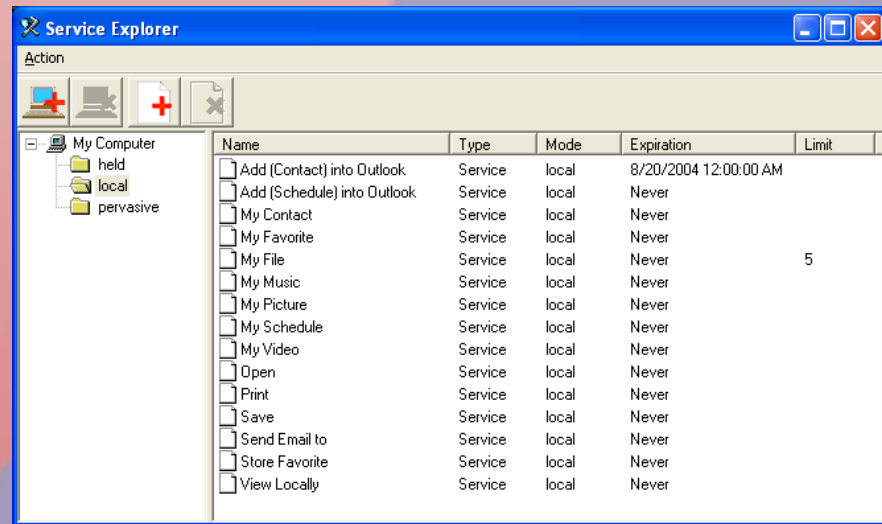 Service Explorer
Action
My Computer
held
local
pervasive
Name Type Mode Expiration Limit
Add (Contact) into Outlook Service local 8/20/2004 12:00:00 AM
Add (Schedule) into Outlook Service local Never
My Contact Service local Never
My Favorite Service local Never
My File Service local Never 5
My Music Service local Never
My Picture Service local Never
My Schedule Service local Never
My Video Service local Never
Open Service local Never
Print Service local Never
Save Service local Never
Send Email to Service local Never
Store Favorite Service local Never
View Locally Service local Never